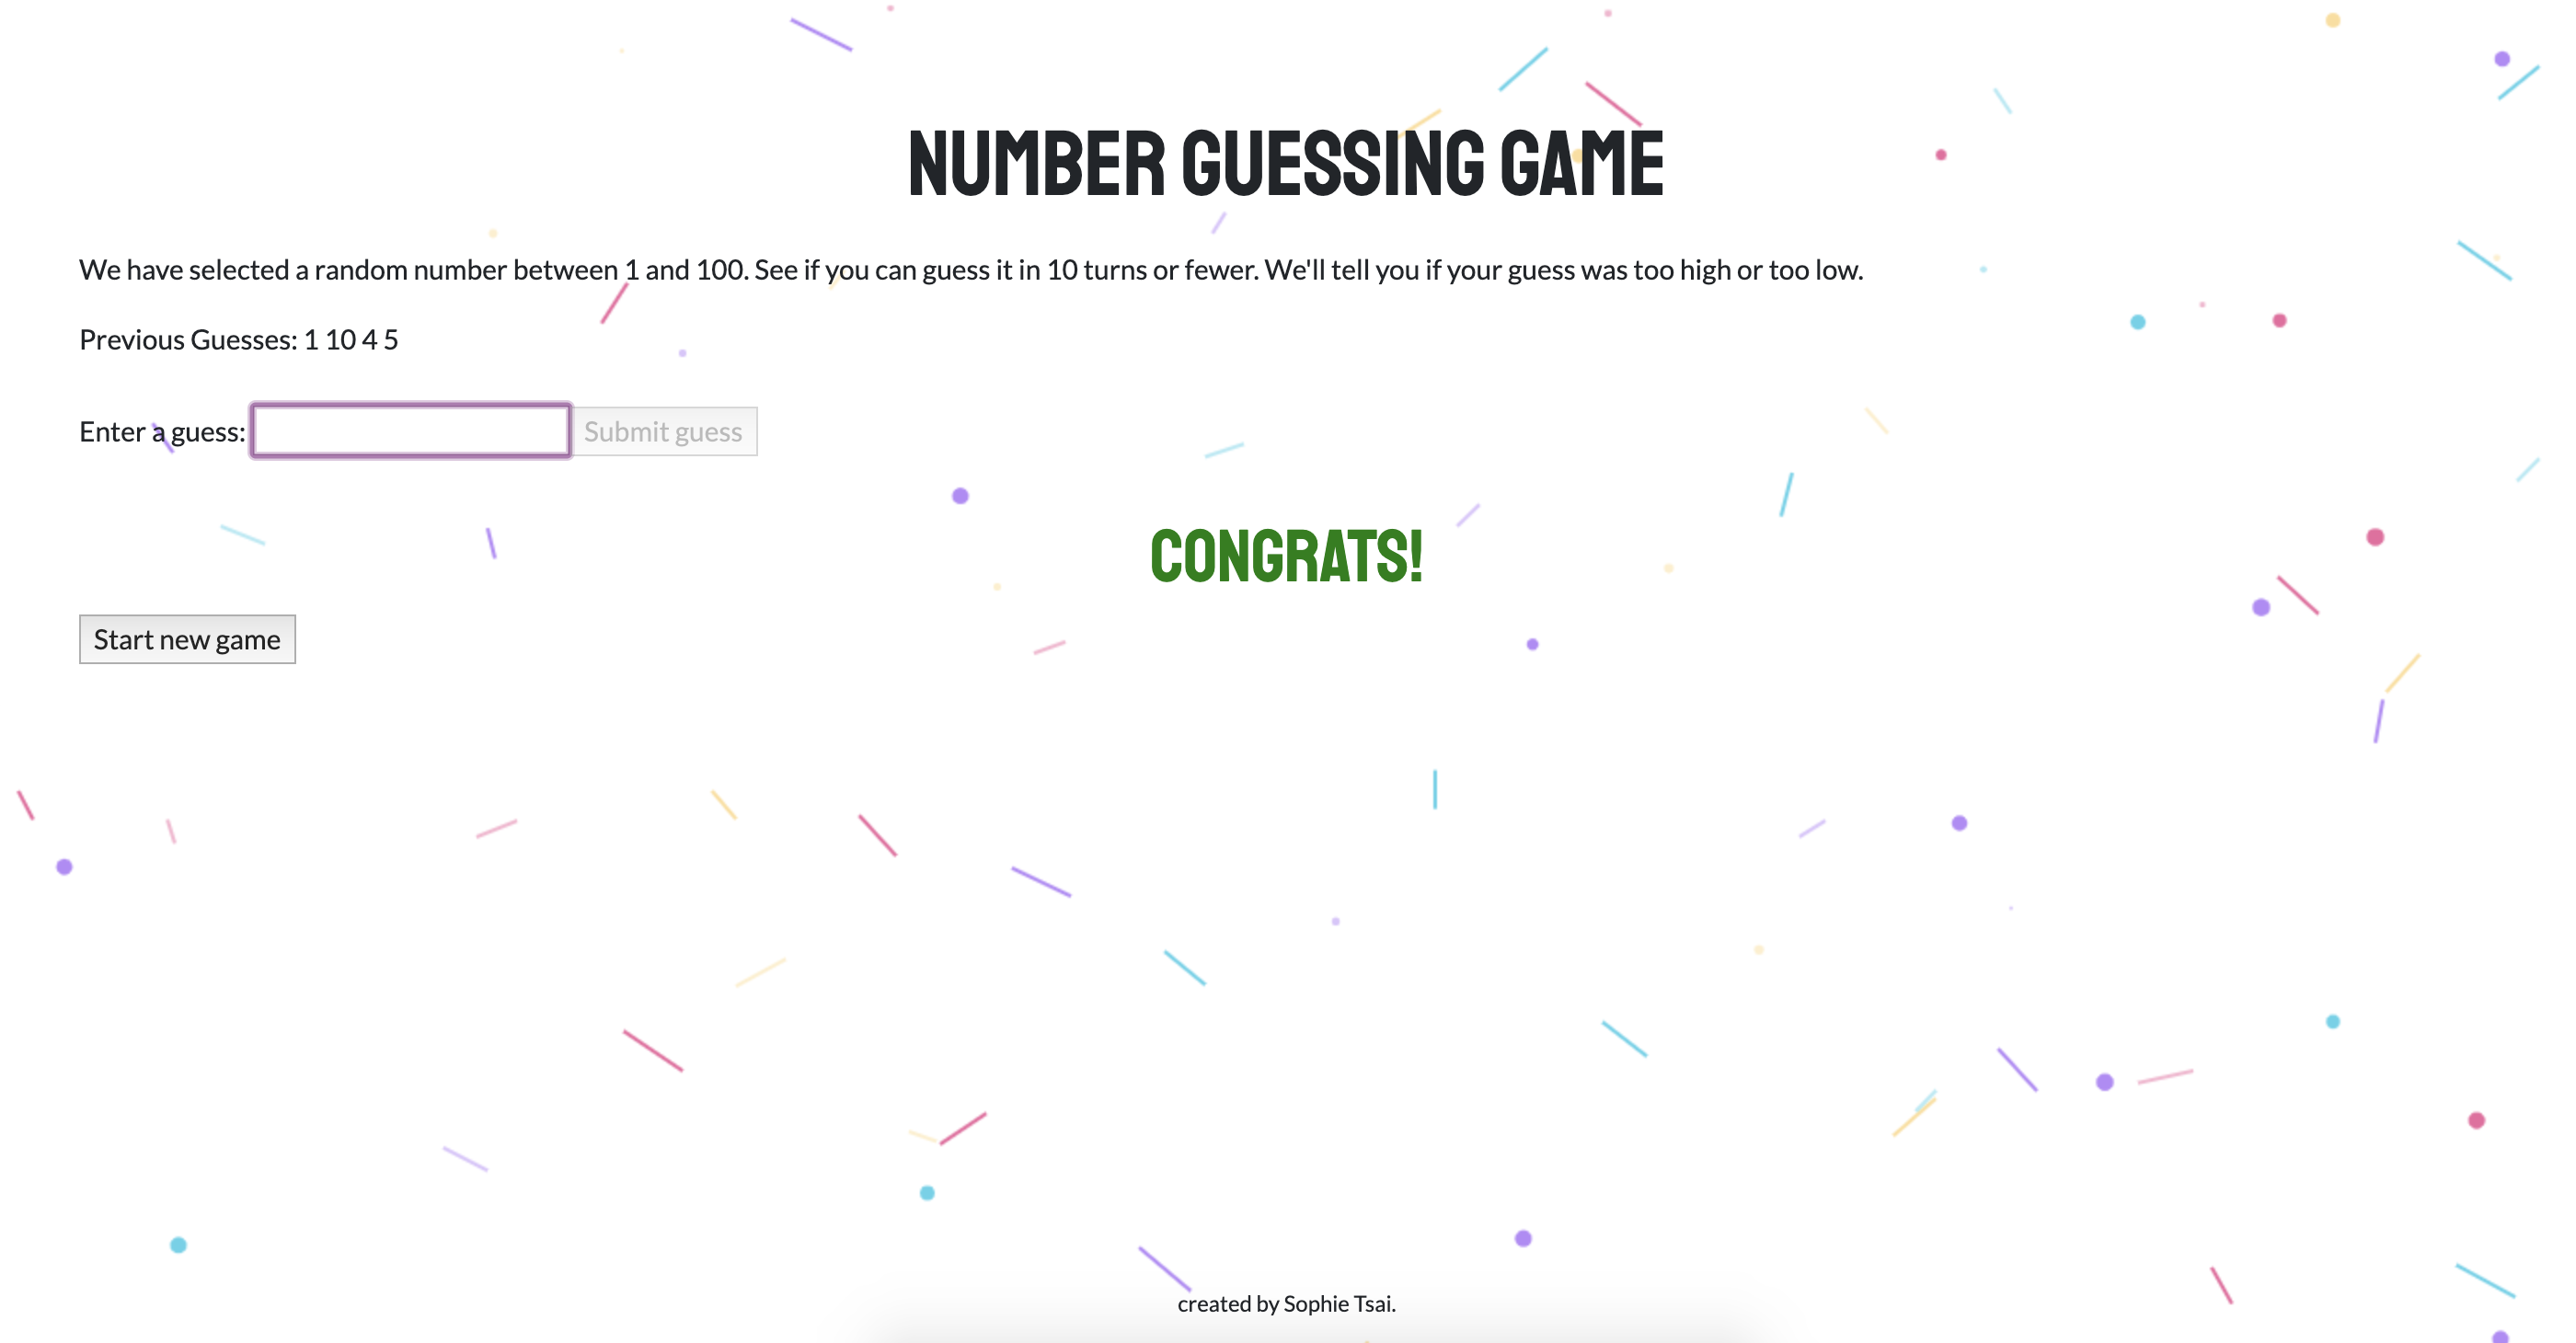 NUMBER GUESSING GAME
We have selected a random number between 1 and 100. See if you can guess it in 10 turns or fewer. We'll tell you if your guess was too high or too low.
Previous Guesses: 1 10 4 5
Enter a guess: Submit guess
CONGRATS!
Start new game
created by Sophie Tsai.